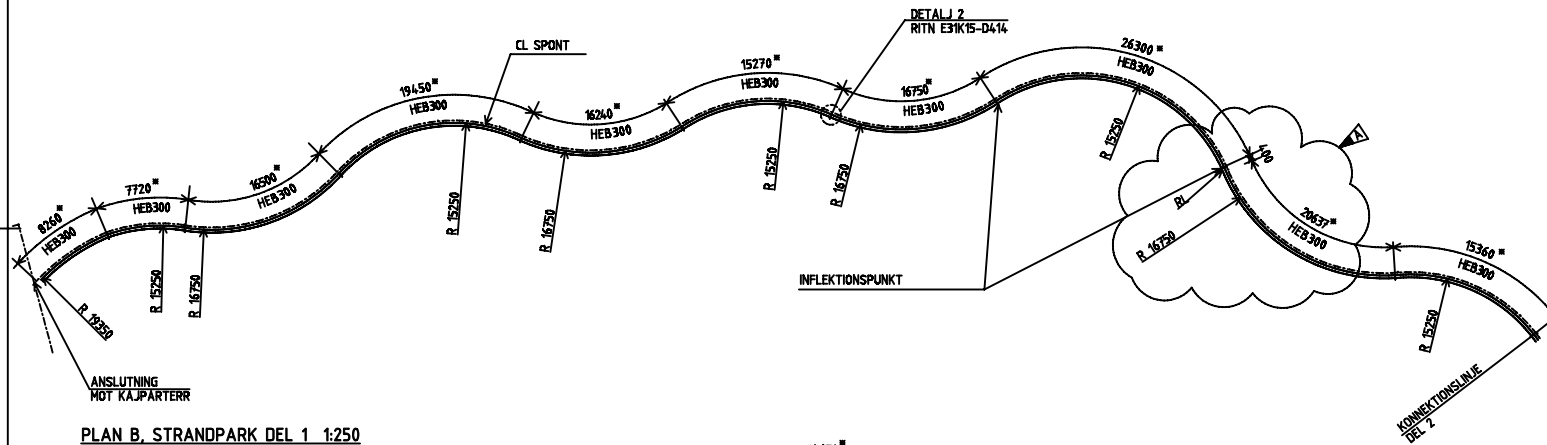 DETALJ 2
RITN E31K15-D414
CL SPONT
8260*
HEB300
7720*
HEB300
16500*
HEB300
19450*
HEB300
16240*
HEB300
15270*
HEB300
16750*
HEB300
26300*
HEB300
A
400
20637*
HEB300
15360*
HEB300
R 19350
R 15250
R 16750
R 15250
R 16750
R 15250
R 16750
R 15250
RL
R 16750
R 15250
INFLEKTIONSPUNKT
ANSLUTNING
MOT KAJPARTERR
KONNEKTIONSLINJE
DEL 2
PLAN B, STRANDPARK DEL 1 1:250